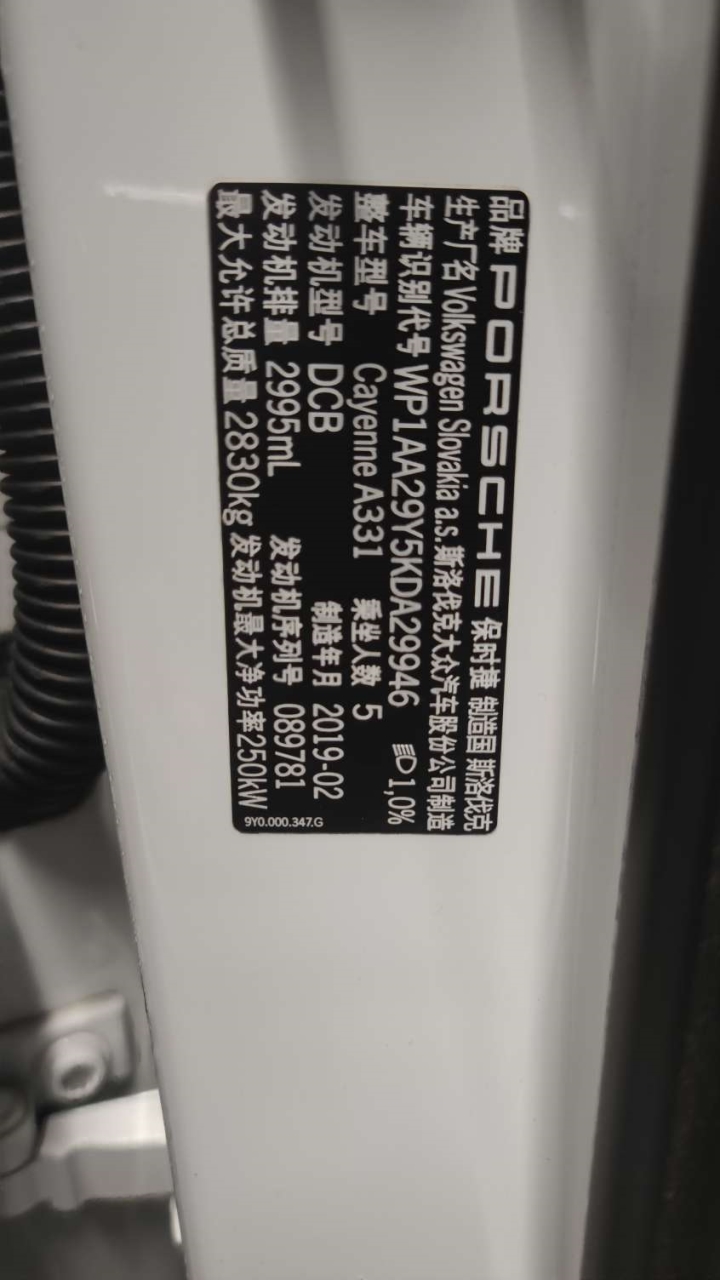 品牌 PORSCHE 保时捷 制造国 斯洛伐克
生产厂名 Volkswagen Slovakia a.s. 斯洛伐克大众汽车股份公司制造
车辆识别代号 WP1AA29Y5KDA29946 1,0%
整车型号 Cayenne A331 乘坐人数 5
发动机型号 DCB 制造年月 2019-02
发动机排量 2995mL 发动机序列号 089781
最大允许总质量 2830kg 发动机最大净功率250kW
9Y0.000.347.G